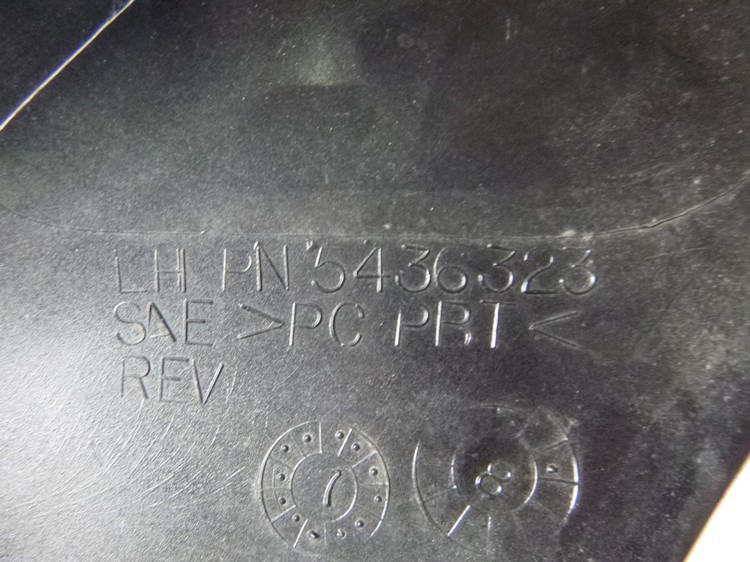 LH PN 5436323
SAE >PC PBT<
REV
7 8